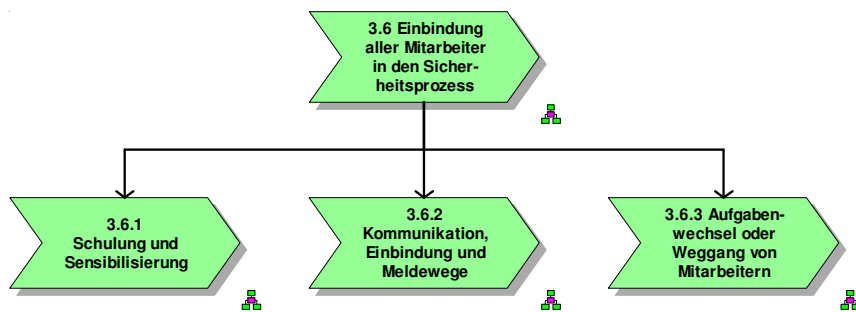 3.6 Einbindung
aller Mitarbeiter
in den Sicher-
heitsprozess
3.6.1
Schulung und
Sensibilisierung
3.6.2
Kommunikation,
Einbindung und
Meldewege
3.6.3 Aufgaben-
wechsel oder
Weggang von
Mitarbeitern